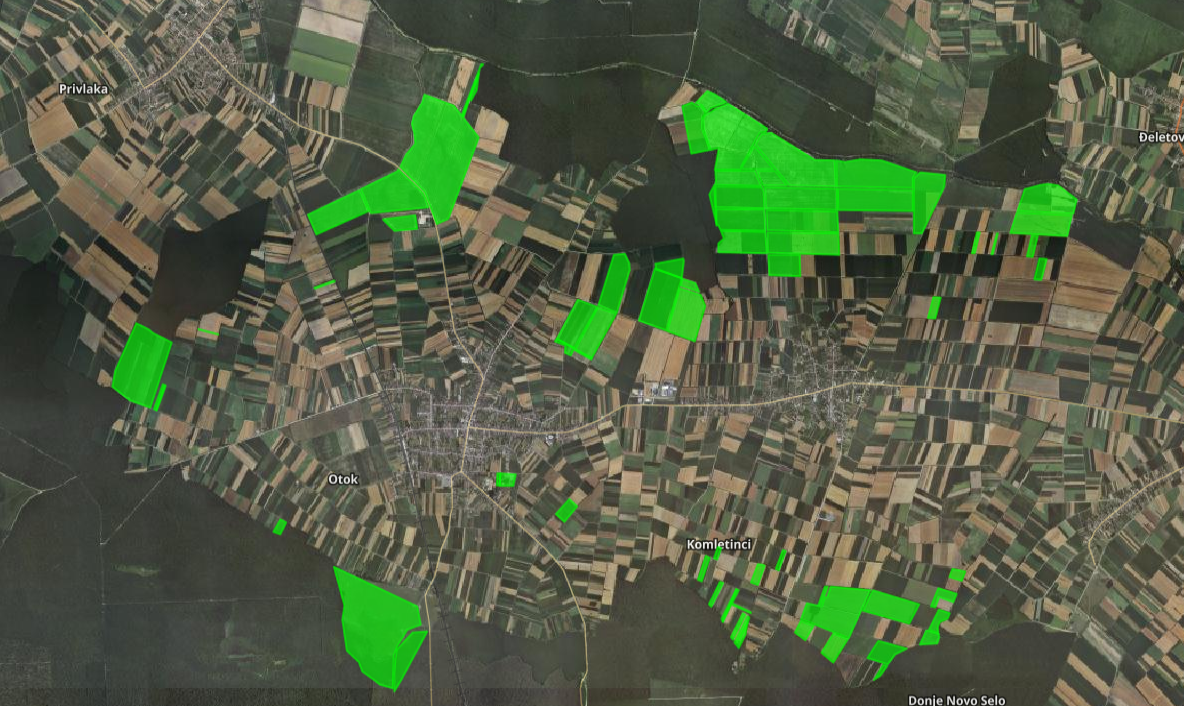 Privlaka
Đeletov
Otok
Komletinci
Donje Novo Selo